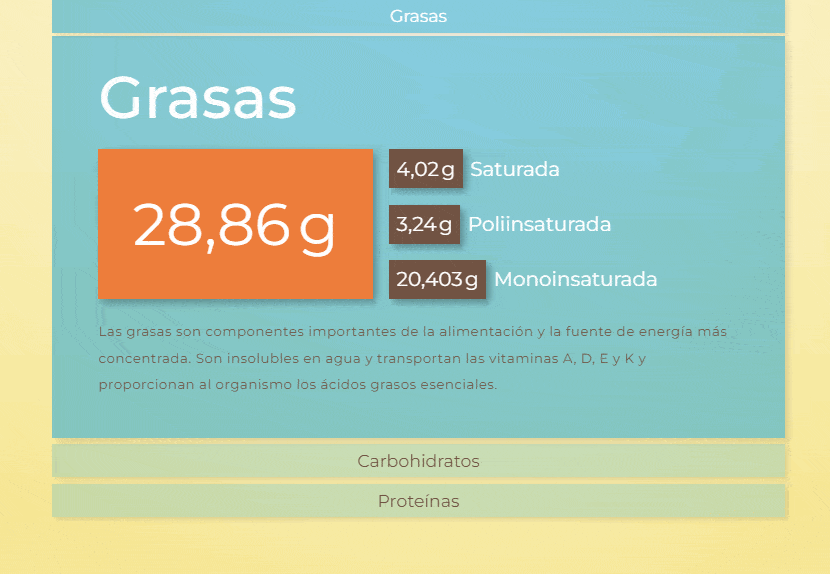 Grasas
Grasas
28,86 g
4,02 g Saturada
3,24 g Poliinsaturada
20,403 g Monoinsaturada
Las grasas son componentes importantes de la alimentación y la fuente de energía más
concentrada. Son insolubles en agua y transportan las vitaminas A, D, E y K y
proporcionan al organismo los ácidos grasos esenciales.
Carbohidratos
Proteínas